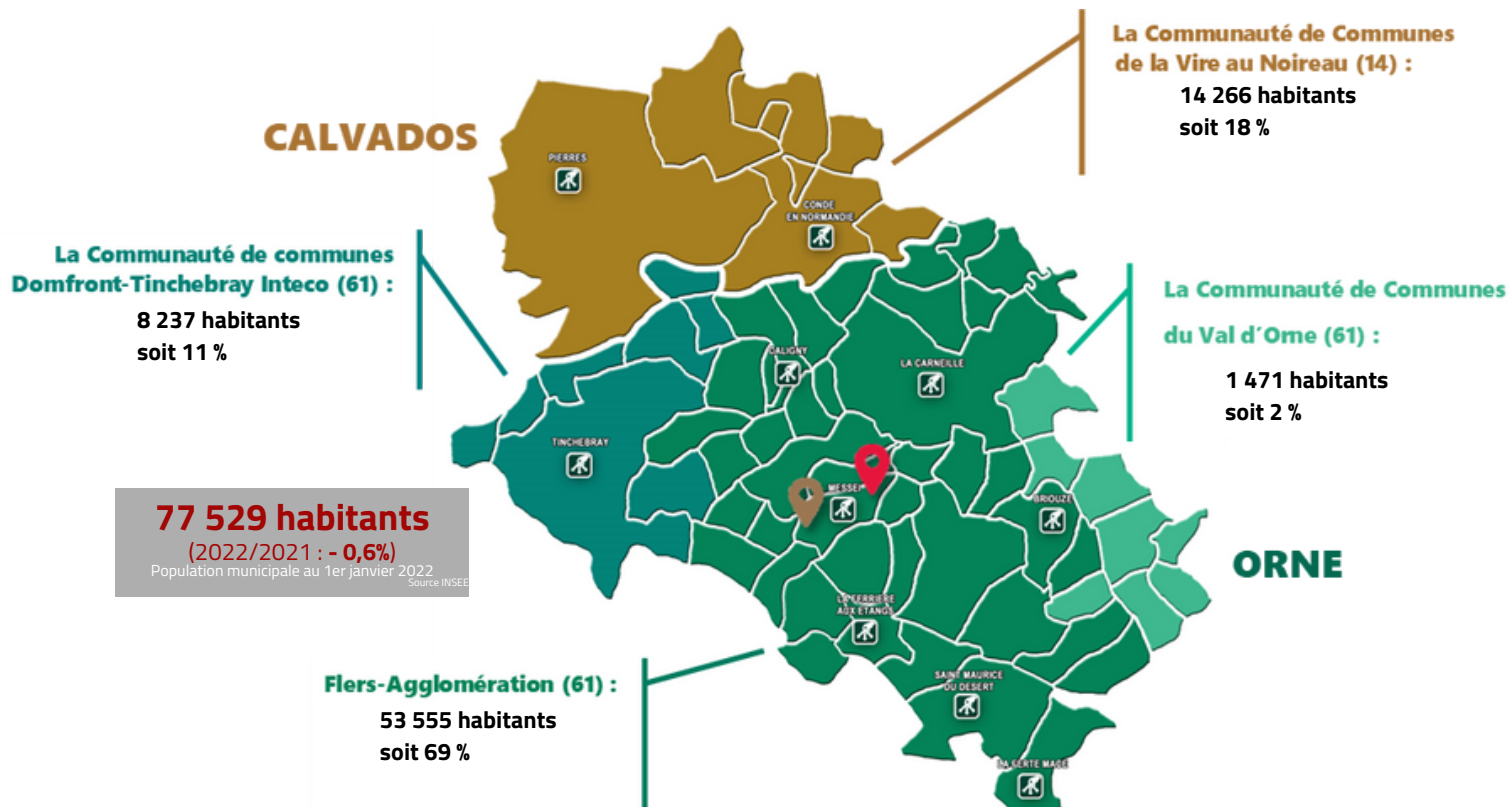 La Communauté de Communes
de la Vire au Noireau (14) :
14 266 habitants
soit 18 %
CALVADOS
PIERRES
CONDE
EN NORMANDIE
La Communauté de communes
Domfront-Tinchebray Inteco (61) :
8 237 habitants
soit 11 %
La Communauté de Communes
du Val d'Orne (61) :
1 471 habitants
soit 2 %
CALIGNY
LA CARNEILLE
TINCHEBRAY
MESSEI
BRIOUZE
77 529 habitants
(2022/2021 : - 0,6%)
Population municipale au 1er janvier 2022
Source INSEE
ORNE
LA FERRIERE
AUX ETANGS
Flers-Agglomération (61) :
53 555 habitants
soit 69 %
SAINT MAURICE
DU DESERT
LA FERTE MACE